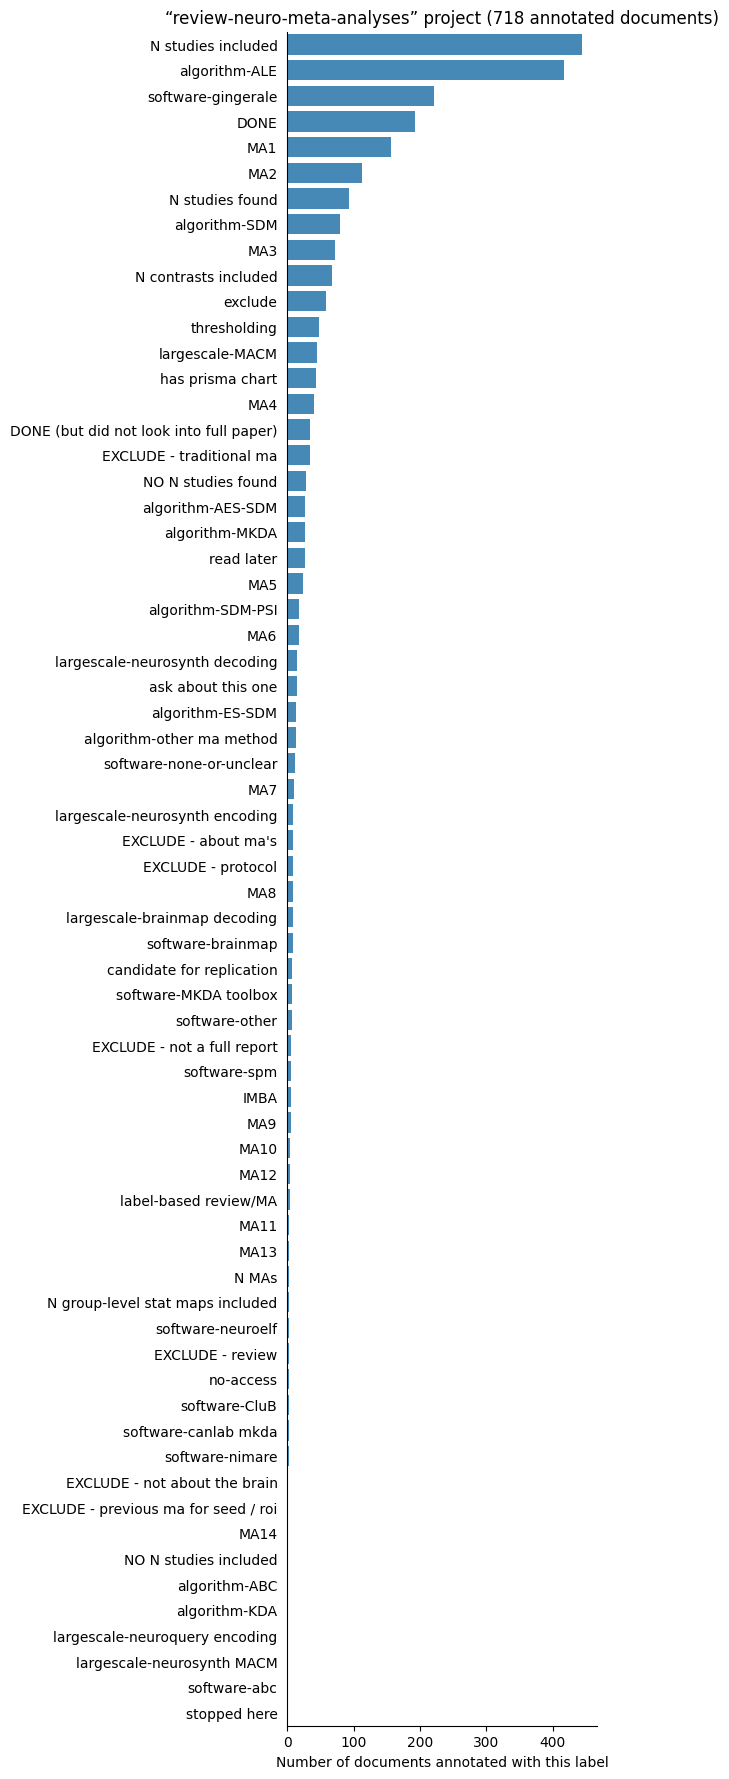 “review-neuro-meta-analyses” project (718 annotated documents)
N studies included
algorithm-ALE
software-gingerale
DONE
MA1
MA2
N studies found
algorithm-SDM
MA3
N contrasts included
exclude
thresholding
largescale-MACM
has prisma chart
MA4
DONE (but did not look into full paper)
EXCLUDE - traditional ma
NO N studies found
algorithm-AES-SDM
algorithm-MKDA
read later
MA5
algorithm-SDM-PSI
MA6
largescale-neurosynth decoding
ask about this one
algorithm-ES-SDM
algorithm-other ma method
software-none-or-unclear
MA7
largescale-neurosynth encoding
EXCLUDE - about ma's
EXCLUDE - protocol
MA8
largescale-brainmap decoding
software-brainmap
candidate for replication
software-MKDA toolbox
software-other
EXCLUDE - not a full report
software-spm
IMBA
MA9
MA10
MA12
label-based review/MA
MA11
MA13
N MAs
N group-level stat maps included
software-neuroelf
EXCLUDE - review
no-access
software-CluB
software-canlab mkda
software-nimare
EXCLUDE - not about the brain
EXCLUDE - previous ma for seed / roi
MA14
NO N studies included
algorithm-ABC
algorithm-KDA
largescale-neuroquery encoding
largescale-neurosynth MACM
software-abc
stopped here
0 100 200 300 400
Number of documents annotated with this label